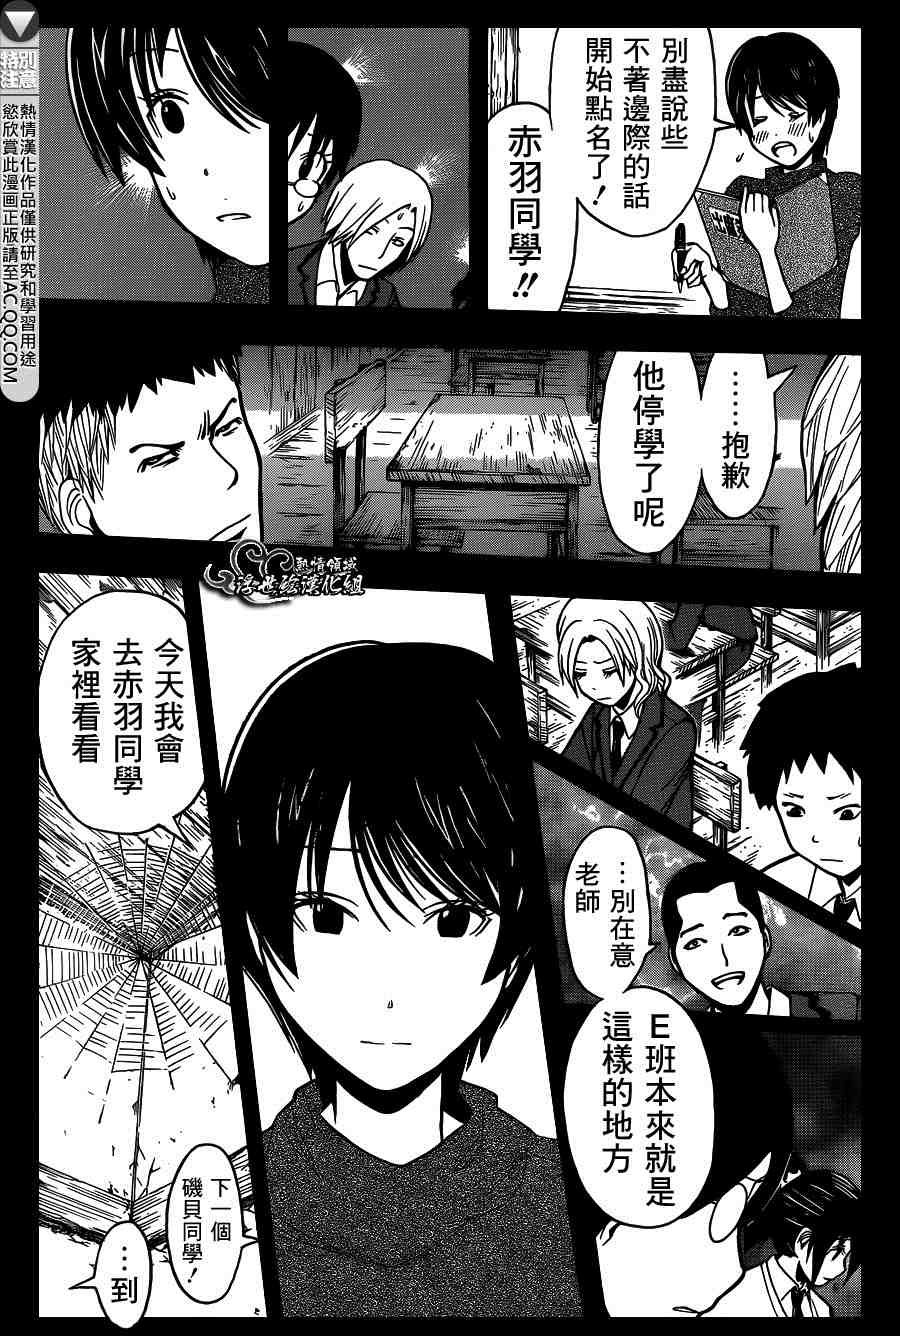 別盡說些
不著邊際的話
開始點名了！
赤羽同學!!
出席
……抱歉
他停學了呢
…別在意
老師
E班本來就是
這樣的地方
今天我會
去赤羽同學
家裡看看
下一個
磯貝同學！
…到
特別
注意
熱情漢化作品僅供研究和學習用途
慾欣賞此漫画正版請至AC.QQ.COM
熱情領域
浮世繪漢化組